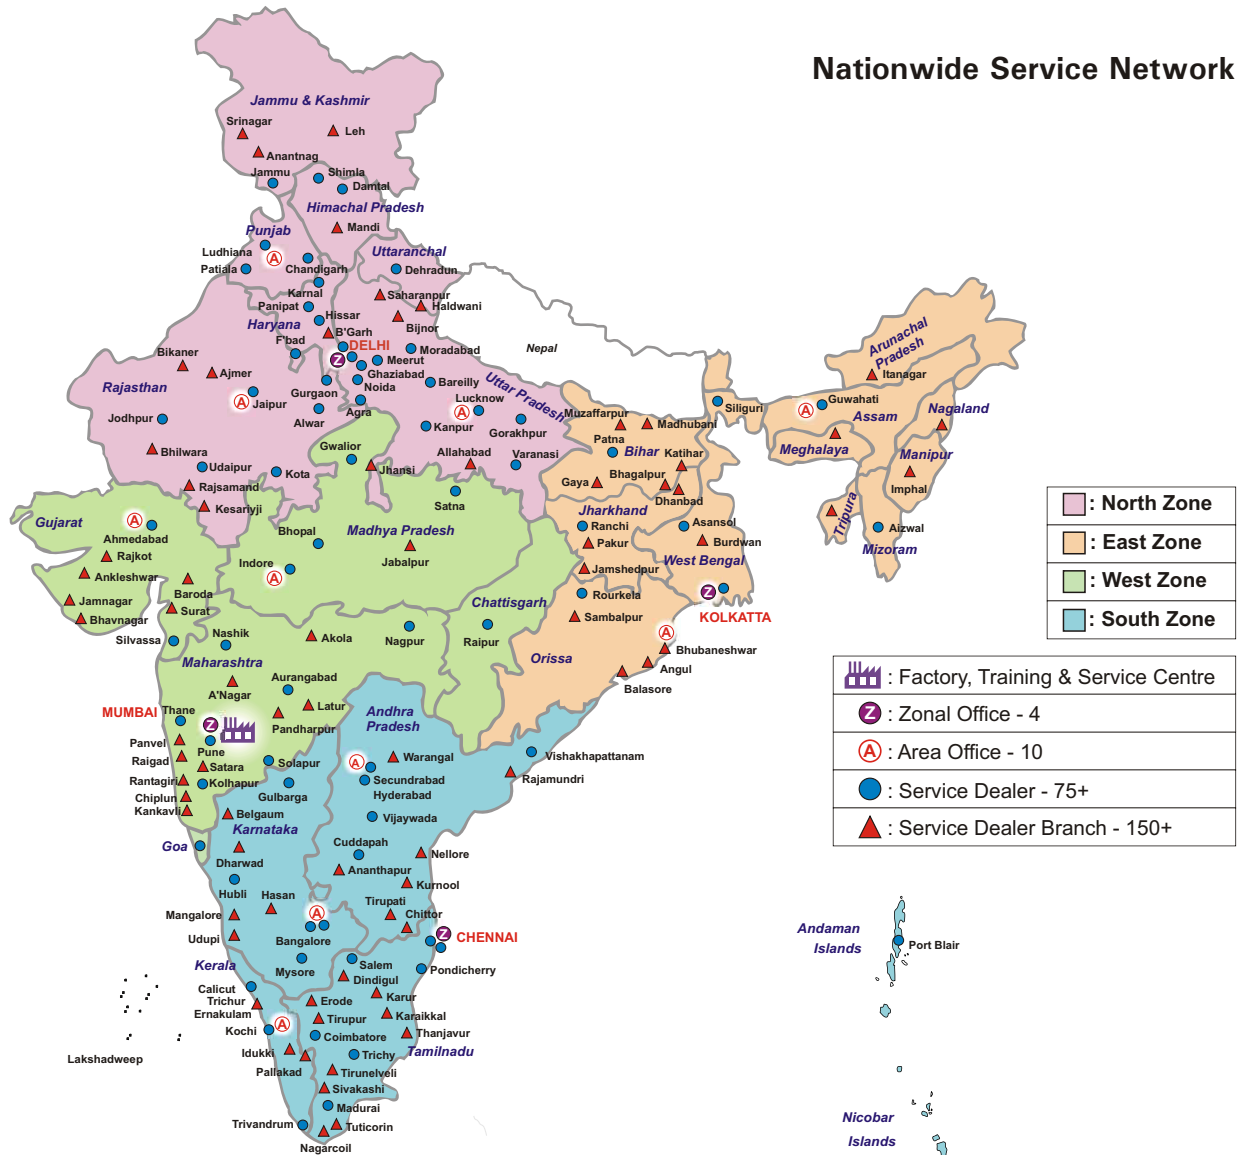 Nationwide Service Network
Jammu & Kashmir
Srinagar
Leh
Anantnag
Jammu
Shimla
Damtal
Himachal Pradesh
Mandi
Punjab
Ludhiana
A
Patiala
Chandigarh
Uttaranchal
Dehradun
Karnal
Saharanpur
Haldwani
Panipat
Hissar
Bijnor
Haryana
B'Garh
F'bad
DELHI
Z
Moradabad
Meerut
Nepal
Ghaziabad
Noida
Bareilly
Gurgaon
Agra
Alwar
Bikaner
Ajmer
Rajasthan
A
Jaipur
Jodhpur
Uttar Pradesh
Lucknow
A
Kanpur
Gorakhpur
Bhilwara
Udaipur
Kota
Gwalior
Jhansi
Allahabad
Varanasi
Rajsamand
Kesariyji
Satna
Muzaffarpur
Madhubani
Patna
Bihar
Katihar
Bhagalpur
Gaya
Dhanbad
Siliguri
Arunachal
Pradesh
Itanagar
A
Guwahati
Assam
Nagaland
Meghalaya
Manipur
Imphal
Tripura
Aizwal
Mizoram
Gujarat
A
Ahmedabad
Rajkot
Ankleshwar
Jamnagar
Bhavnagar
Baroda
Surat
Silvassa
Bhopal
Madhya Pradesh
Indore
A
Jabalpur
Jharkhand
Ranchi
Pakur
Jamshedpur
Asansol
Burdwan
West Bengal
Z
KOLKATTA
Chattisgarh
Raipur
Rourkela
Sambalpur
A
Bhubaneshwar
Angul
Balasore
Orissa
Nashik
Akola
Nagpur
Maharashtra
A'Nagar
Aurangabad
MUMBAI
Thane
Z
Latur
Pandharpur
Panvel
Pune
Raigad
Satara
Solapur
Rantagiri
Kolhapur
Chiplun
Kankavli
Gulbarga
Belgaum
Karnataka
Goa
Dharwad
Hubli
Hasan
Mangalore
Udupi
A
Bangalore
Mysore
Andhra
Pradesh
A
Warangal
Secundrabad
Hyderabad
Vijaywada
Vishakhapattanam
Rajamundri
Cuddapah
Nellore
Ananthapur
Kurnool
Tirupati
Chittor
Z
CHENNAI
Pondicherry
Kerala
Calicut
Trichur
Ernakulam
Kochi
A
Idukki
Pallakad
Trivandrum
Nagarcoil
Salem
Dindigul
Karur
Erode
Karaikkal
Tirupur
Thanjavur
Coimbatore
Trichy
Tamilnadu
Tirunelveli
Sivakashi
Madurai
Tuticorin
Lakshadweep
Andaman
Islands
Port Blair
Nicobar
Islands
: North Zone
: East Zone
: West Zone
: South Zone
: Factory, Training & Service Centre
Z : Zonal Office - 4
A : Area Office - 10
: Service Dealer - 75+
: Service Dealer Branch - 150+